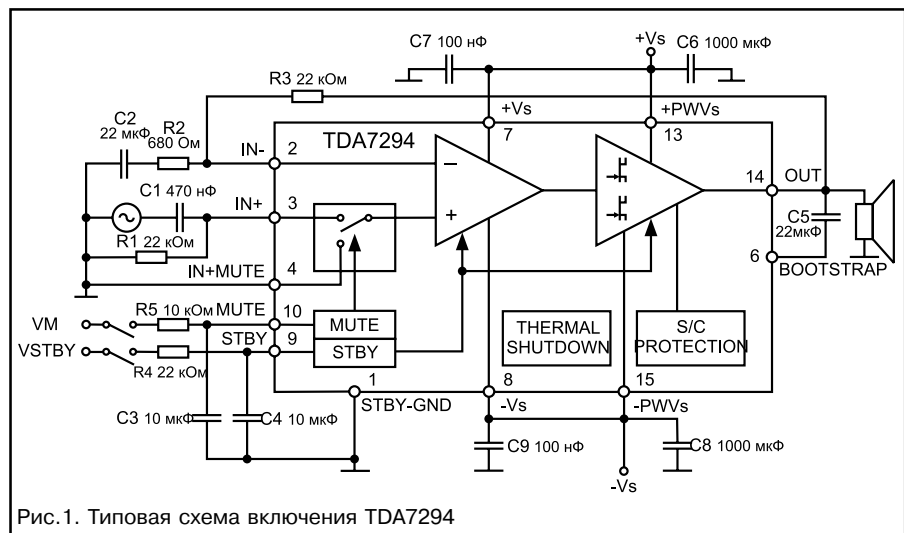 C7 100 нФ
+Vs
C6 1000 мкФ
R3 22 кОм
+Vs
+PWVs
C2
22 мкФ
R2
680 Ом
7
13
IN-
2
TDA7294
14
OUT
C1 470 нФ
IN+
3
C5
22мкФ
R1 22 кОм
6
IN+MUTE
4
BOOTSTRAP
VM
R5 10 кОм
MUTE
10
MUTE
THERMAL
SHUTDOWN
S/C
PROTECTION
VSTBY
STBY
9
STBY
R4 22 кОм
1
8
15
STBY-GND
-Vs
-PWVs
C3 10 мкФ
C4 10 мкФ
C9 100 нФ
C8 1000 мкФ
-Vs
Рис.1. Типовая схема включения TDA7294